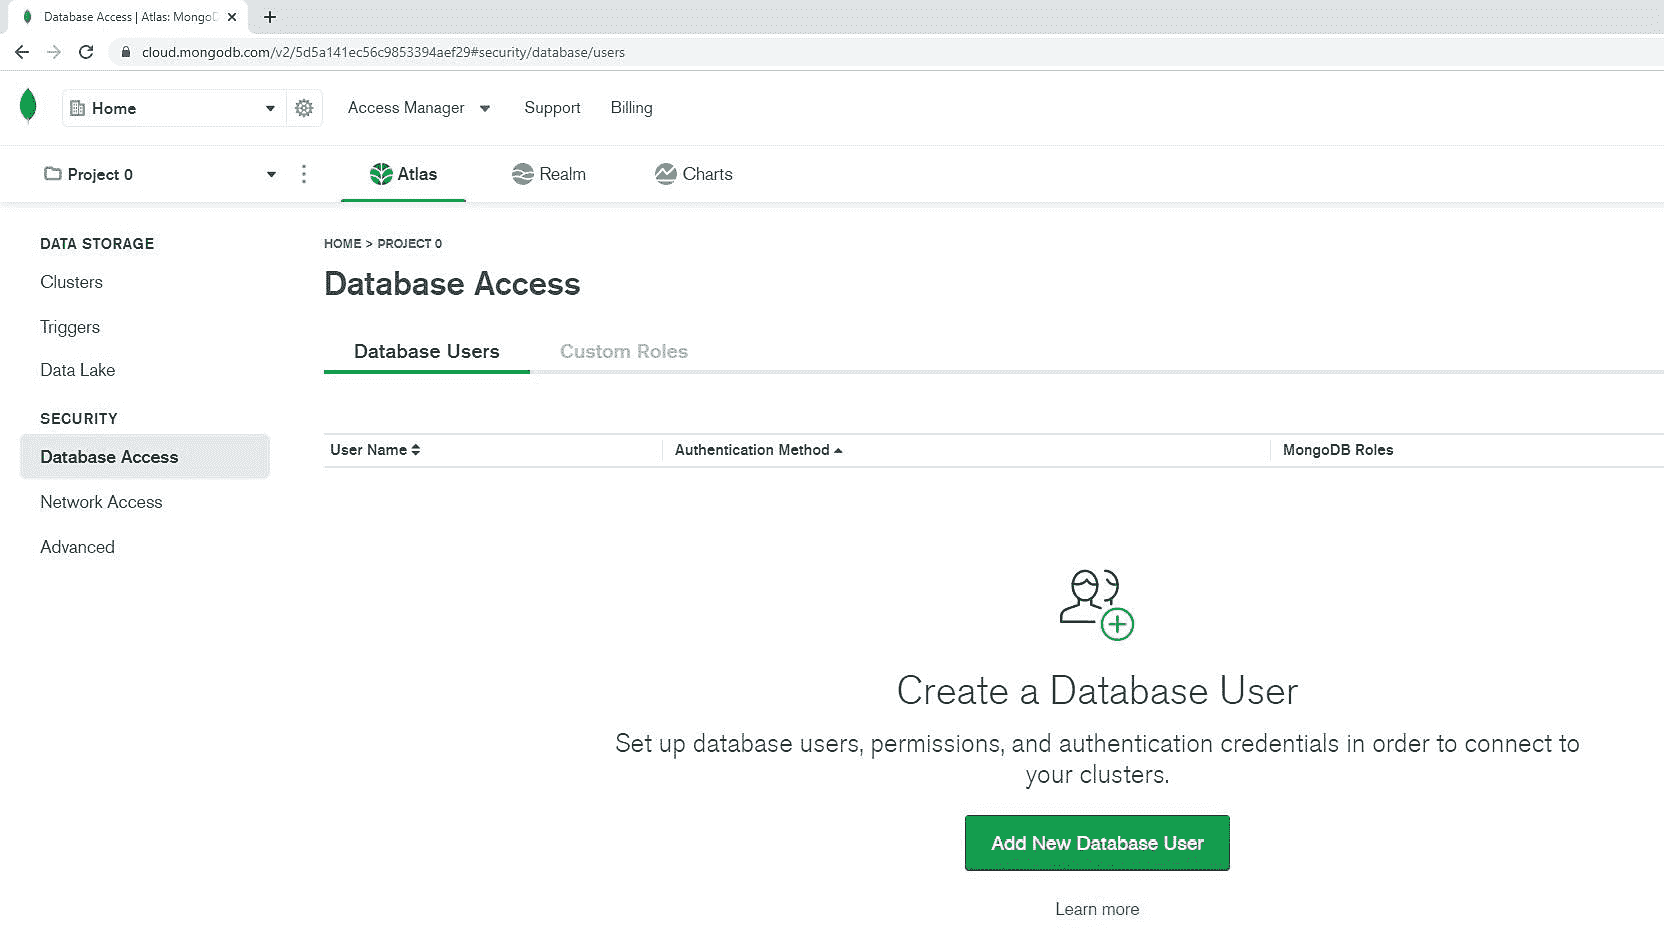 Database Access | Atlas: MongoD
cloud.mongodb.com/v2/5d5a141ec56c9853394aef29#security/database/users
Home
Access Manager
Support
Billing
Project 0
Atlas
Realm
Charts
DATA STORAGE
Clusters
Triggers
Data Lake
SECURITY
Database Access
Network Access
Advanced
HOME > PROJECT 0
Database Access
Database Users
Custom Roles
User Name
Authentication Method
MongoDB Roles
Create a Database User
Set up database users, permissions, and authentication credentials in order to connect to
your clusters.
Add New Database User
Learn more